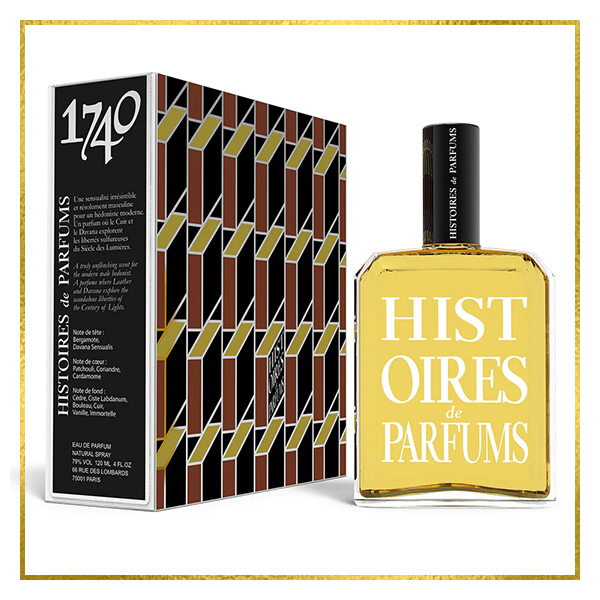 1740
HISTOIRES de PARFUMS
Une sensualité irrésistible
et résolument masculine
pour un hédoniste moderne.
Un parfum où le Cuir et
le Davana explorent
les libertés sulfureuses
du Siècle des Lumières.
A truly unflinching scent for
the modern male hedonist.
A perfume where Leather
and Davana explore the
scandalous liberties of
the Century of Lights.
Note de tête :
Bergamote,
Davana Sensualis
Note de cœur :
Patchouli, Coriandre,
Cardamome
Note de fond :
Cèdre, Ciste Labdanum,
Bouleau, Cuir,
Vanille, Immortelle
EAU DE PARFUM
NATURAL SPRAY
79% VOL 120 ML 4 FL.OZ
66 RUE DES LOMBARDS
75001 PARIS
HIST
OIRES
de
PARFUMS
HISTOIRES de PARFUMS
HIST
OIRES
de
PARFUMS